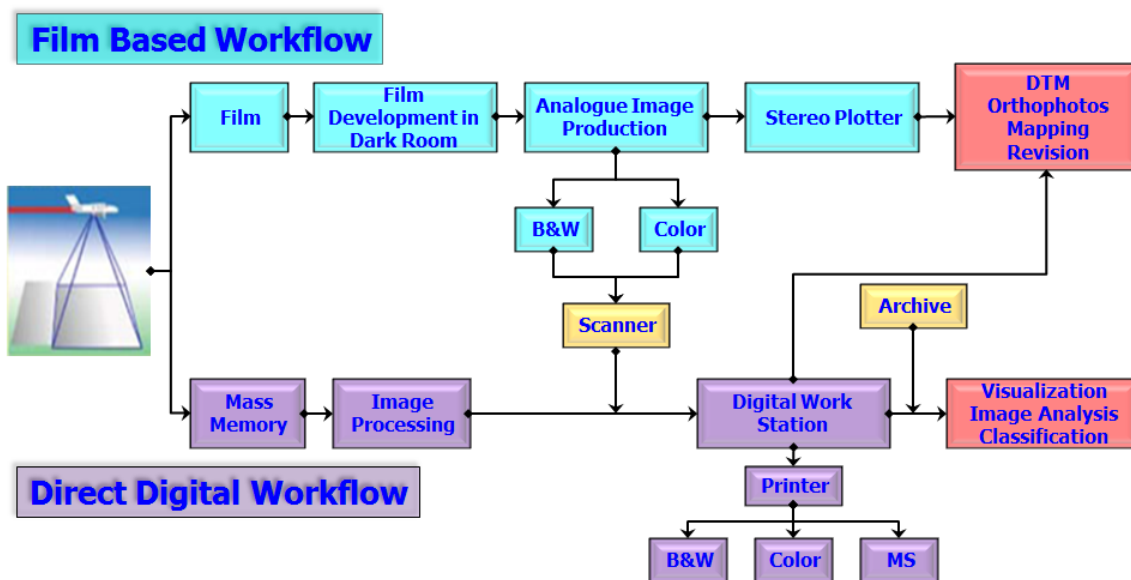 Film Based Workflow
Film
Film
Development in
Dark Room
Analogue Image
Production
Stereo Plotter
DTM
Orthophotos
Mapping
Revision
B&W
Color
Scanner
Archive
Mass
Memory
Image
Processing
Digital Work
Station
Visualization
Image Analysis
Classification
Direct Digital Workflow
Printer
B&W
Color
MS